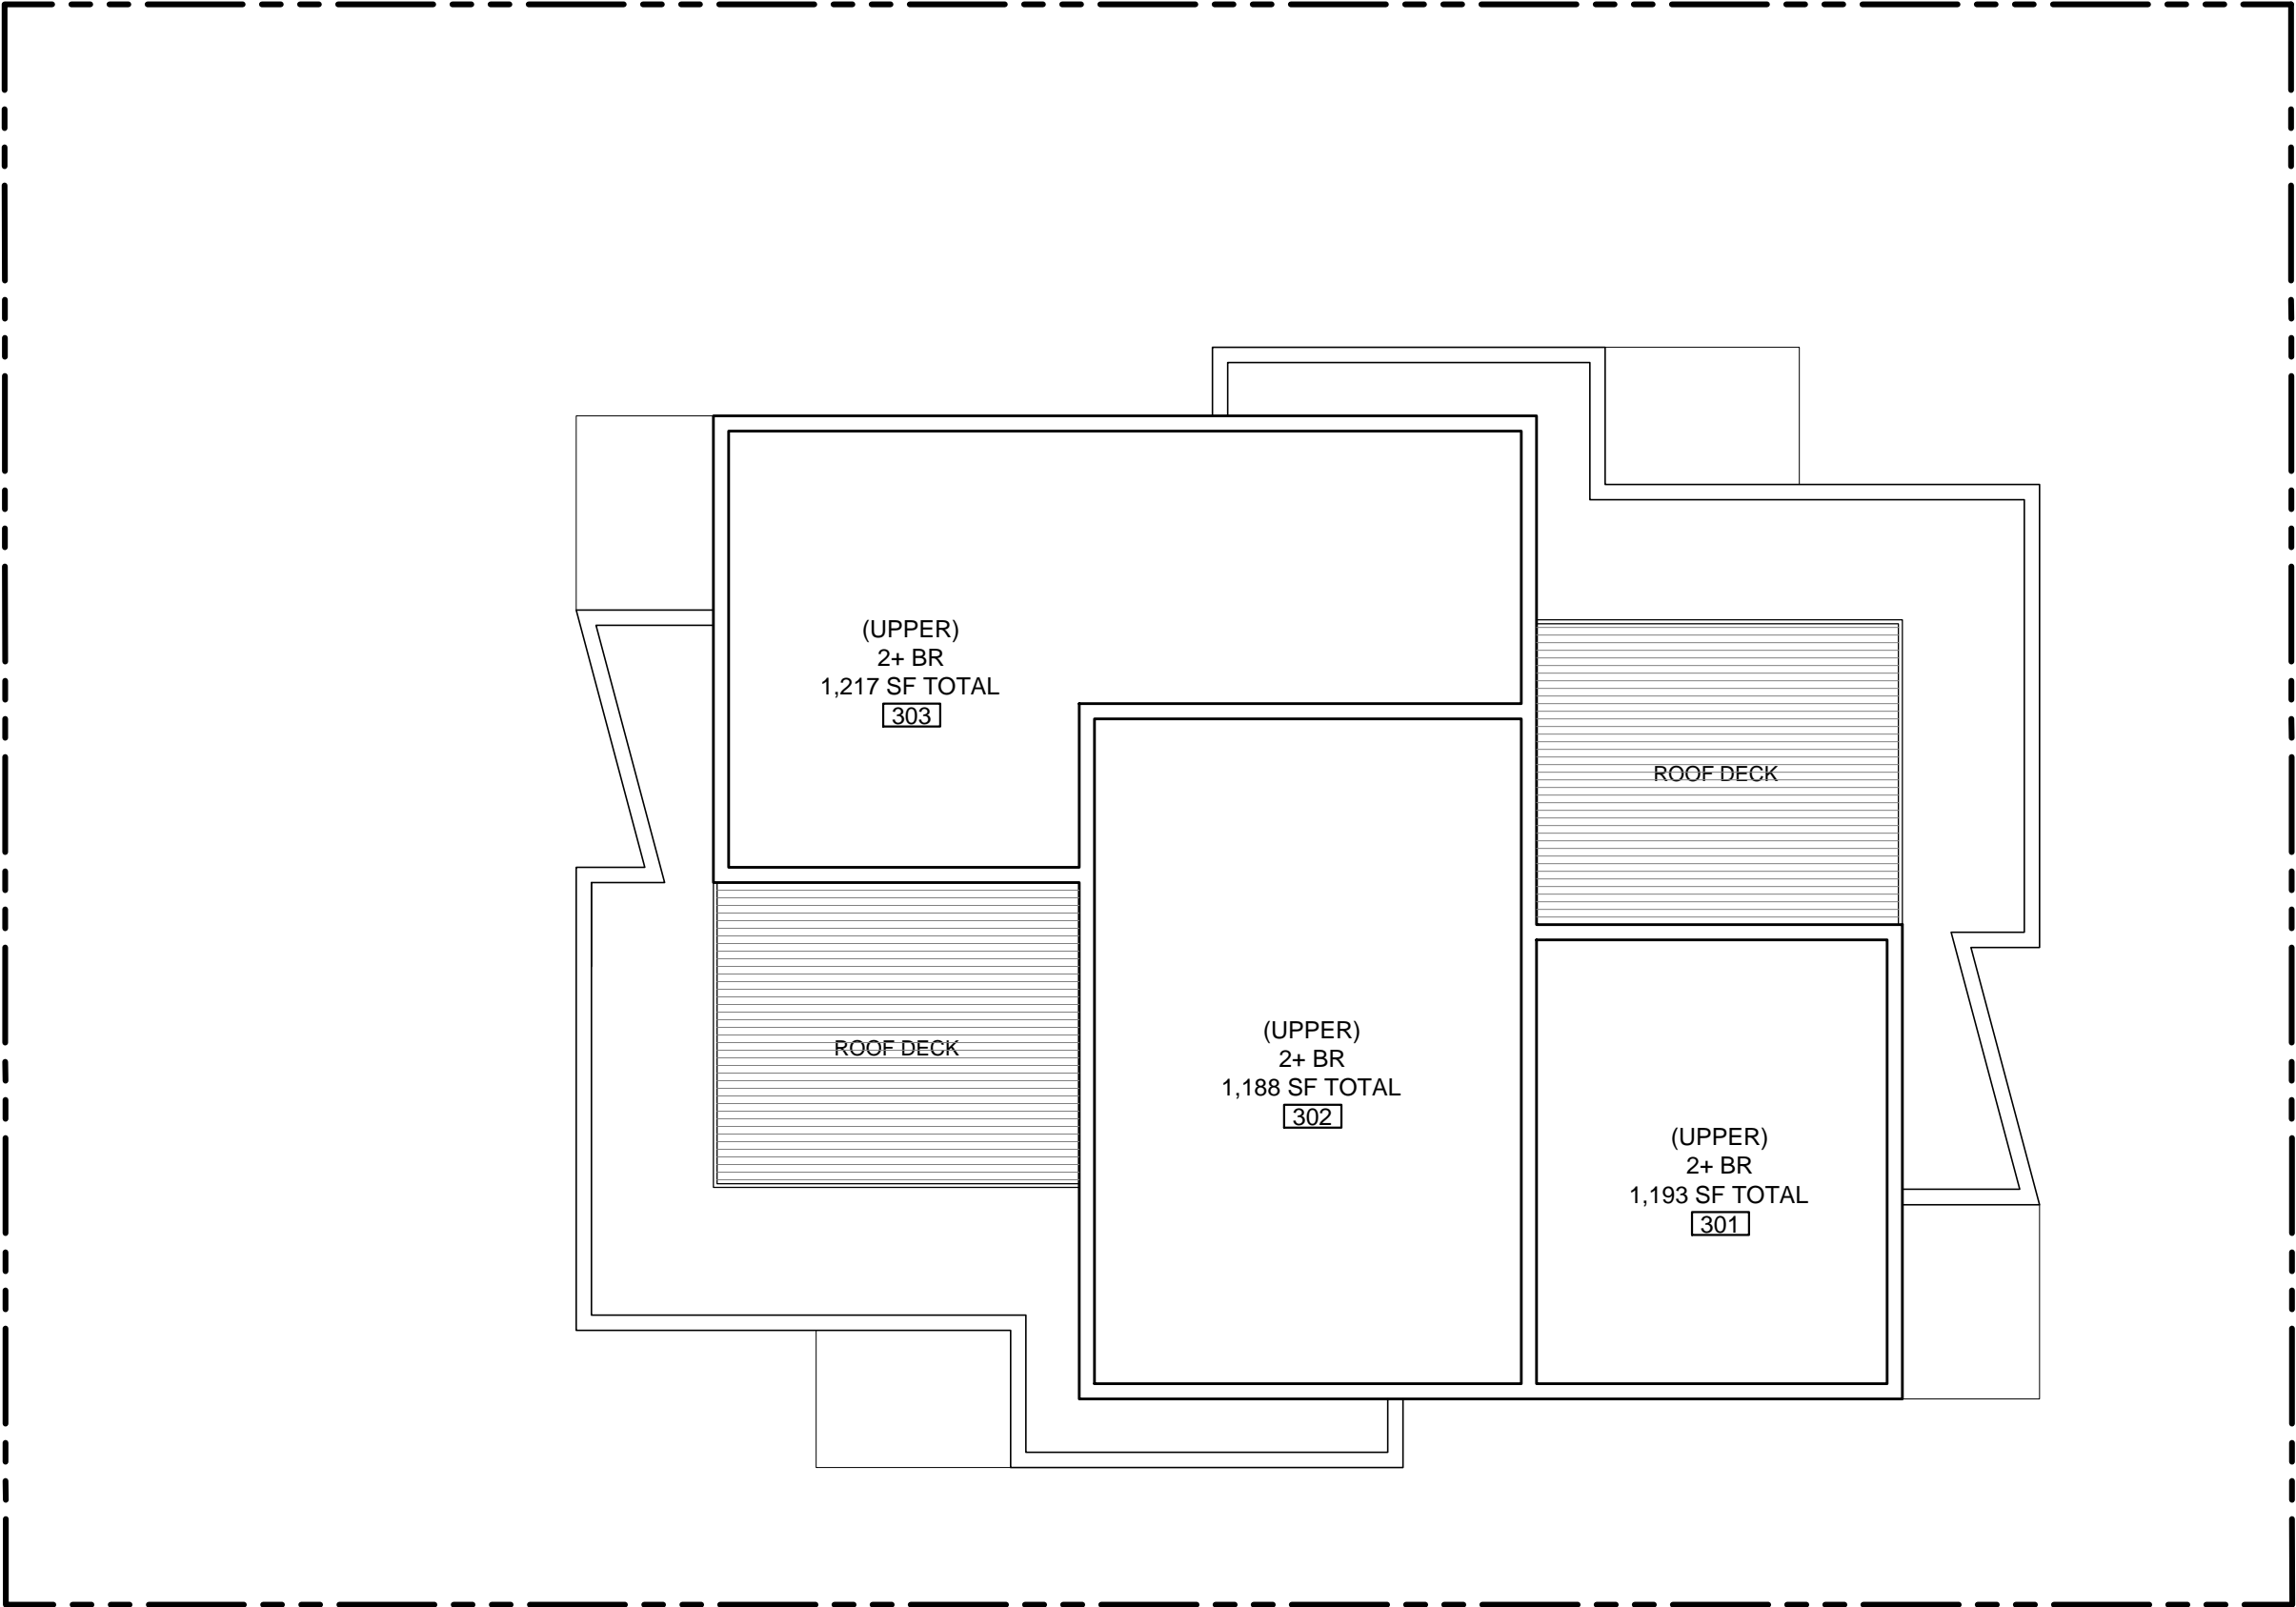 (UPPER)
2+ BR
1,217 SF TOTAL
303
ROOF DECK
ROOF DECK
(UPPER)
2+ BR
1,188 SF TOTAL
302
(UPPER)
2+ BR
1,193 SF TOTAL
301